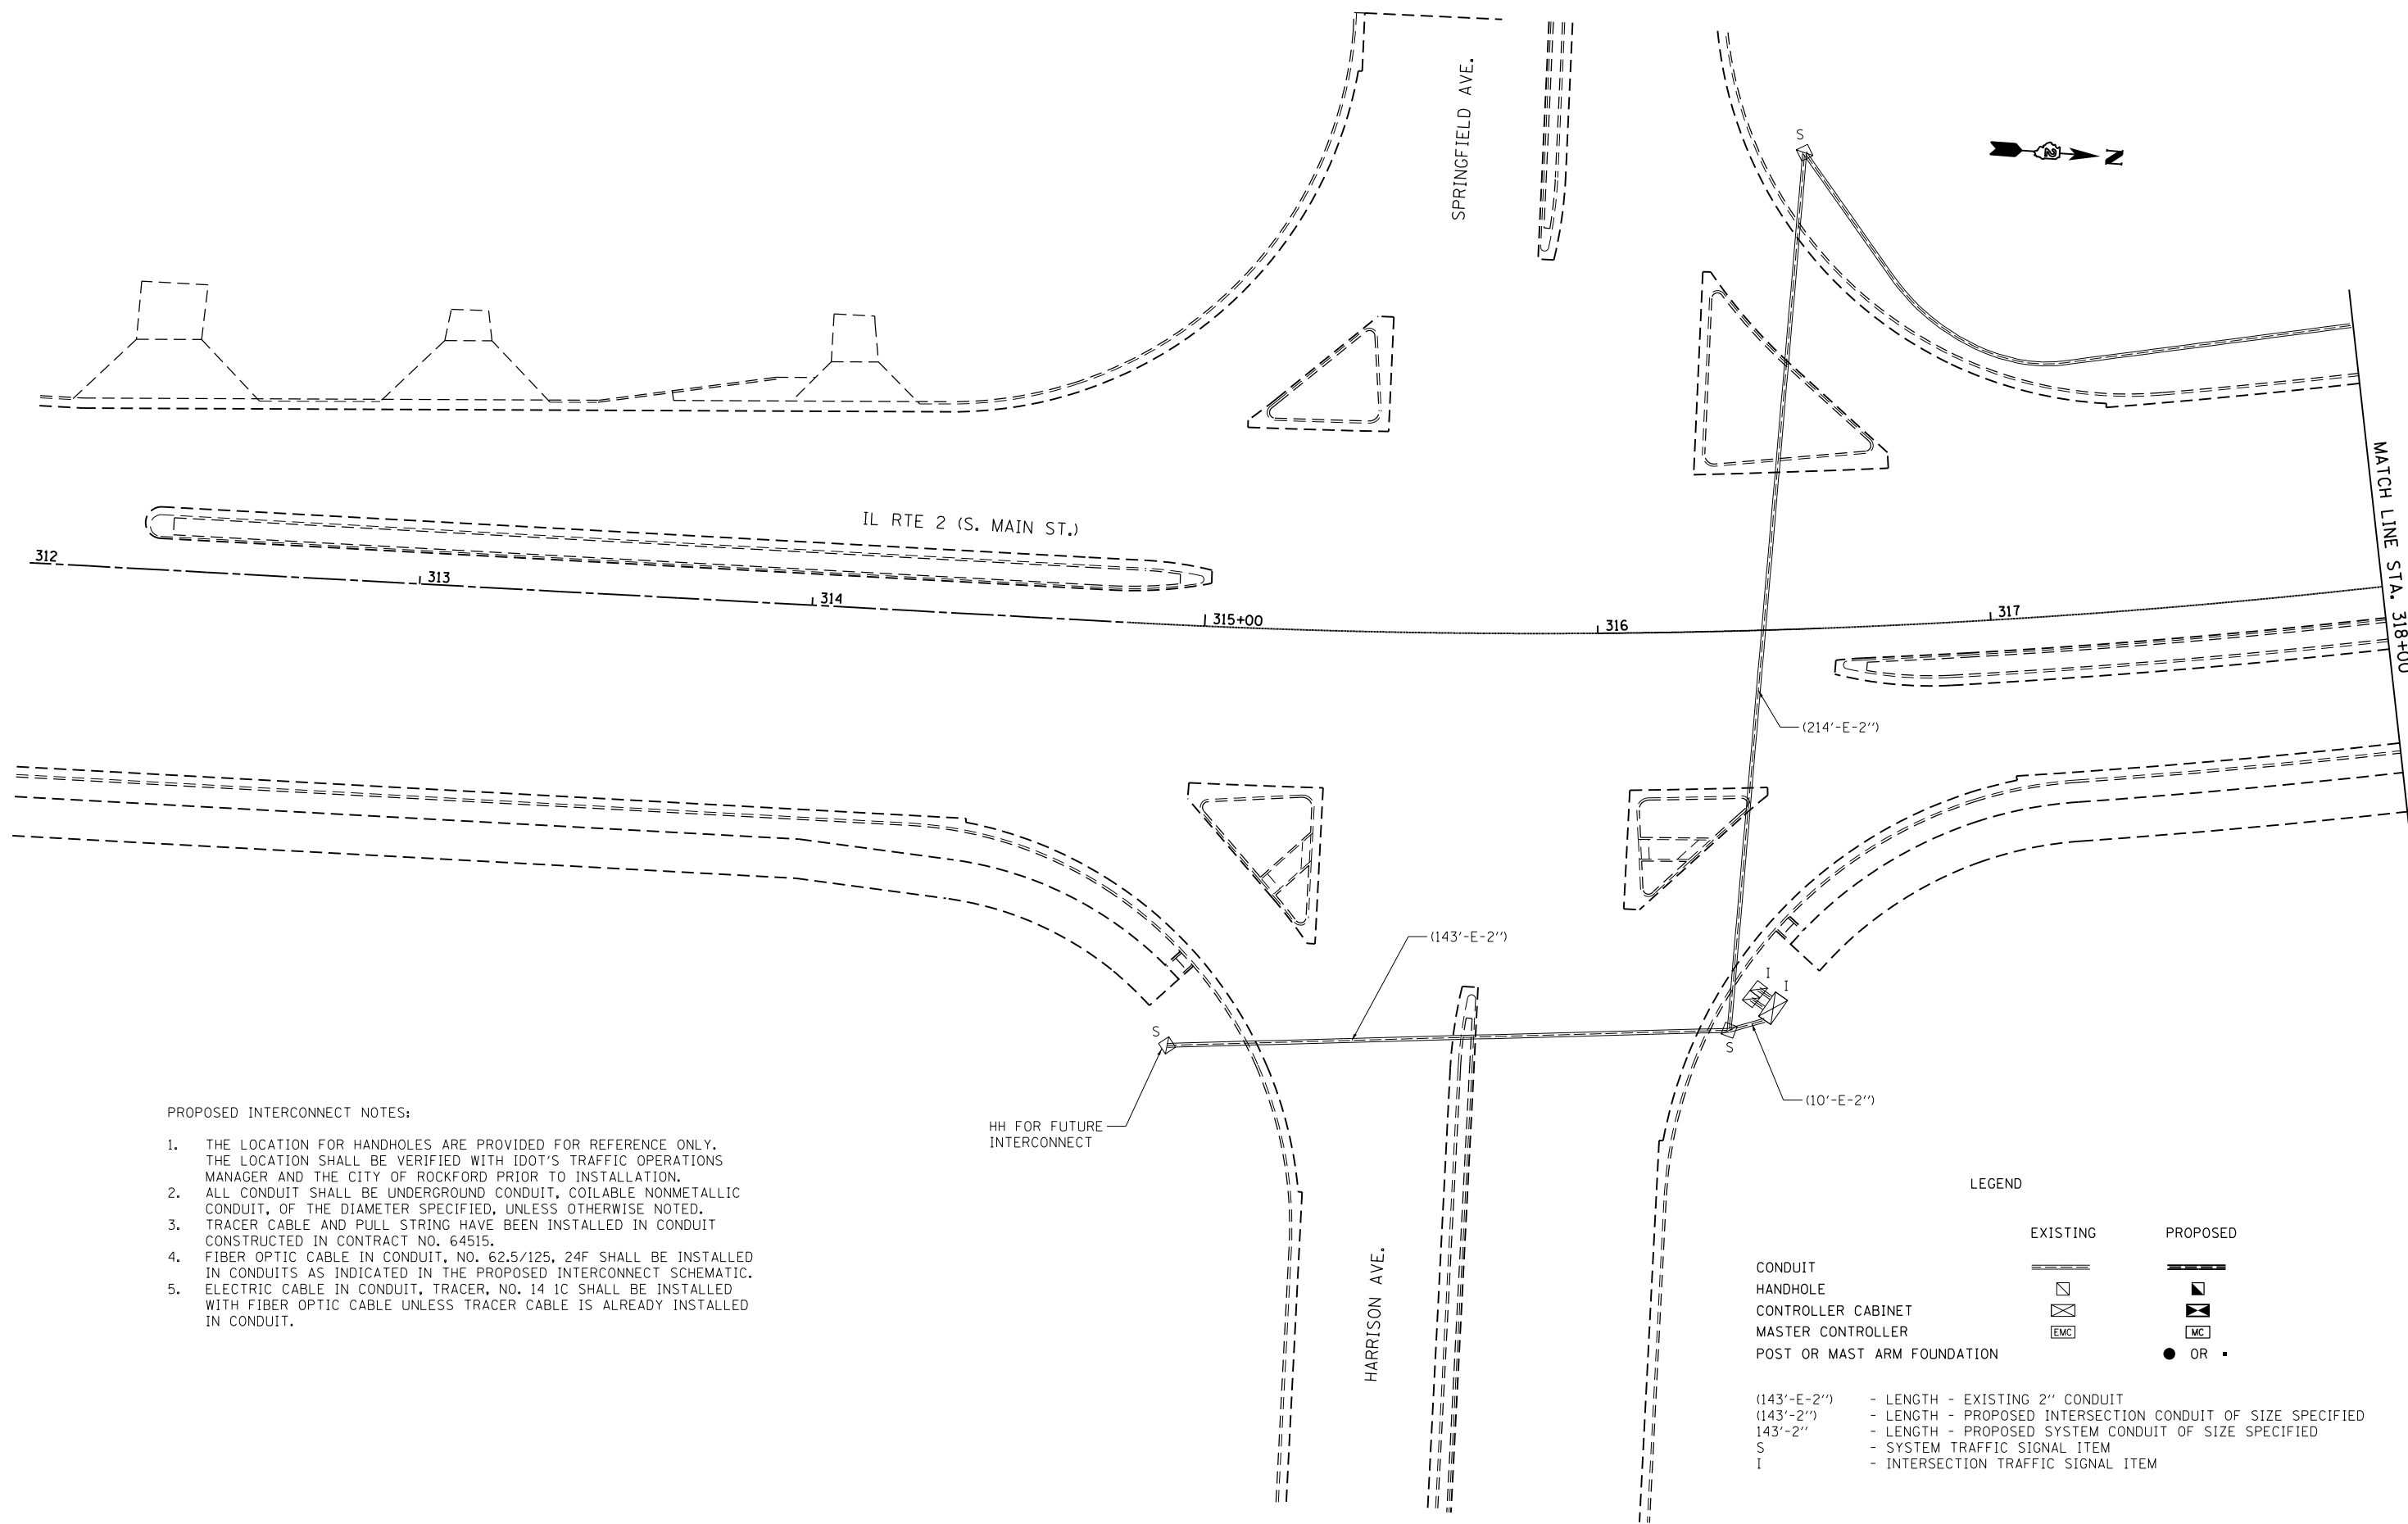 SPRINGFIELD AVE.
S
2
N
IL RTE 2 (S. MAIN ST.)
MATCH LINE STA. 318+00
312
313
314
315+00
316
317
(214'-E-2'')
(143'-E-2'')
I
I
S
S
(10'-E-2'')
HH FOR FUTURE
INTERCONNECT
HARRISON AVE.
PROPOSED INTERCONNECT NOTES:
1. THE LOCATION FOR HANDHOLES ARE PROVIDED FOR REFERENCE ONLY.
THE LOCATION SHALL BE VERIFIED WITH IDOT'S TRAFFIC OPERATIONS
MANAGER AND THE CITY OF ROCKFORD PRIOR TO INSTALLATION.
2. ALL CONDUIT SHALL BE UNDERGROUND CONDUIT, COILABLE NONMETALLIC
CONDUIT, OF THE DIAMETER SPECIFIED, UNLESS OTHERWISE NOTED.
3. TRACER CABLE AND PULL STRING HAVE BEEN INSTALLED IN CONDUIT
CONSTRUCTED IN CONTRACT NO. 64515.
4. FIBER OPTIC CABLE IN CONDUIT, NO. 62.5/125, 24F SHALL BE INSTALLED
IN CONDUITS AS INDICATED IN THE PROPOSED INTERCONNECT SCHEMATIC.
5. ELECTRIC CABLE IN CONDUIT, TRACER, NO. 14 1C SHALL BE INSTALLED
WITH FIBER OPTIC CABLE UNLESS TRACER CABLE IS ALREADY INSTALLED
IN CONDUIT.
LEGEND
EXISTING PROPOSED
CONDUIT
HANDHOLE
CONTROLLER CABINET
MASTER CONTROLLER EMC MC
POST OR MAST ARM FOUNDATION OR
(143'-E-2'') - LENGTH - EXISTING 2'' CONDUIT
(143'-2'') - LENGTH - PROPOSED INTERSECTION CONDUIT OF SIZE SPECIFIED
143'-2'' - LENGTH - PROPOSED SYSTEM CONDUIT OF SIZE SPECIFIED
S - SYSTEM TRAFFIC SIGNAL ITEM
I - INTERSECTION TRAFFIC SIGNAL ITEM